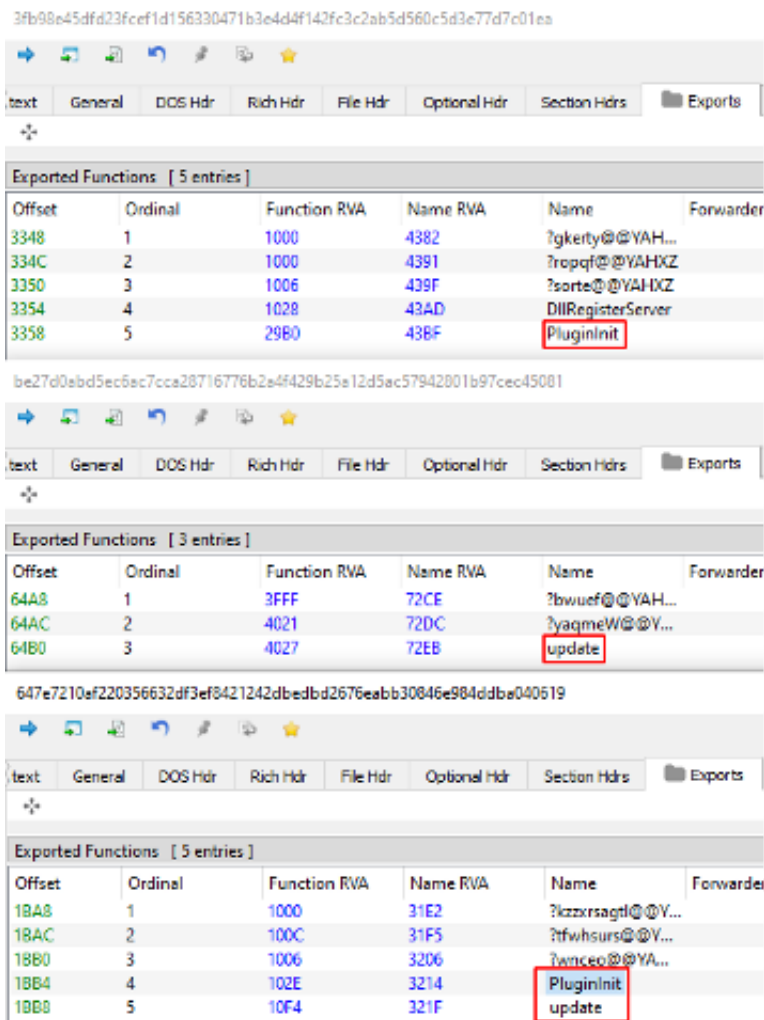 3fb98e45dfd23fcef1d156330471b3e4d4f142fc3c2ab5d560c5d3e77d7c01ea
text General DOS Hdr Rich Hdr File Hdr Optional Hdr Section Hdrs Exports
Exported Functions [ 5 entries ]
Offset Ordinal Function RVA Name RVA Name Forwarder
3348 1 1000 4382 ?gkerty@@YAH...
334C 2 1000 4391 ?ropqf@@YAHXZ
3350 3 1006 439F ?sorte@@YAHXZ
3354 4 1028 43AD DllRegisterServer
3358 5 29B0 43BF PluginInit
be27d0abd5ec6ac7cca28716776b2a4f429b25a12d5ac57942801b97cec45081
text General DOS Hdr Rich Hdr File Hdr Optional Hdr Section Hdrs Exports
Exported Functions [ 3 entries ]
Offset Ordinal Function RVA Name RVA Name Forwarder
64A8 1 3FFF 72CE ?bwuef@@YAH...
64AC 2 4021 72DC ?yaqmeW@@Y...
64B0 3 4027 72EB update
647e7210af220356632df3ef8421242dbedbd2676eabb30846e984ddba040619
text General DOS Hdr Rich Hdr File Hdr Optional Hdr Section Hdrs Exports
Exported Functions [ 5 entries ]
Offset Ordinal Function RVA Name RVA Name Forwarder
1BA8 1 1000 31E2 ?kzzxrsagtl@@Y...
1BAC 2 100C 31F5 ?tfwhsurs@@Y...
1BB0 3 1006 3206 ?wnceo@@YA...
1BB4 4 102E 3214 PluginInit
1BB8 5 10F4 321F update